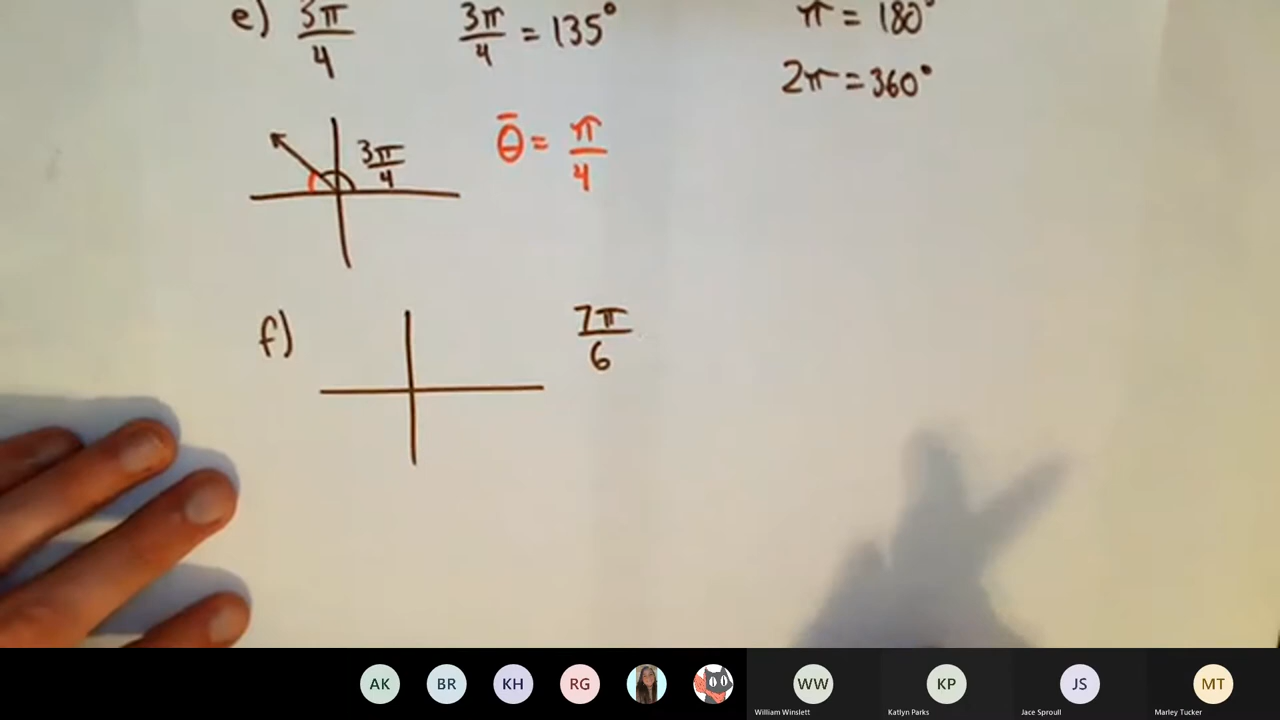 e) 3π/4 3π/4 = 135° π = 180°
2π = 360°
3π/4 θ̄ = π/4
f) 7π/6
AK BR KH RG WW KP JS MT
William Winslett Katlyn Parks Jace Sproull Marley Tucker